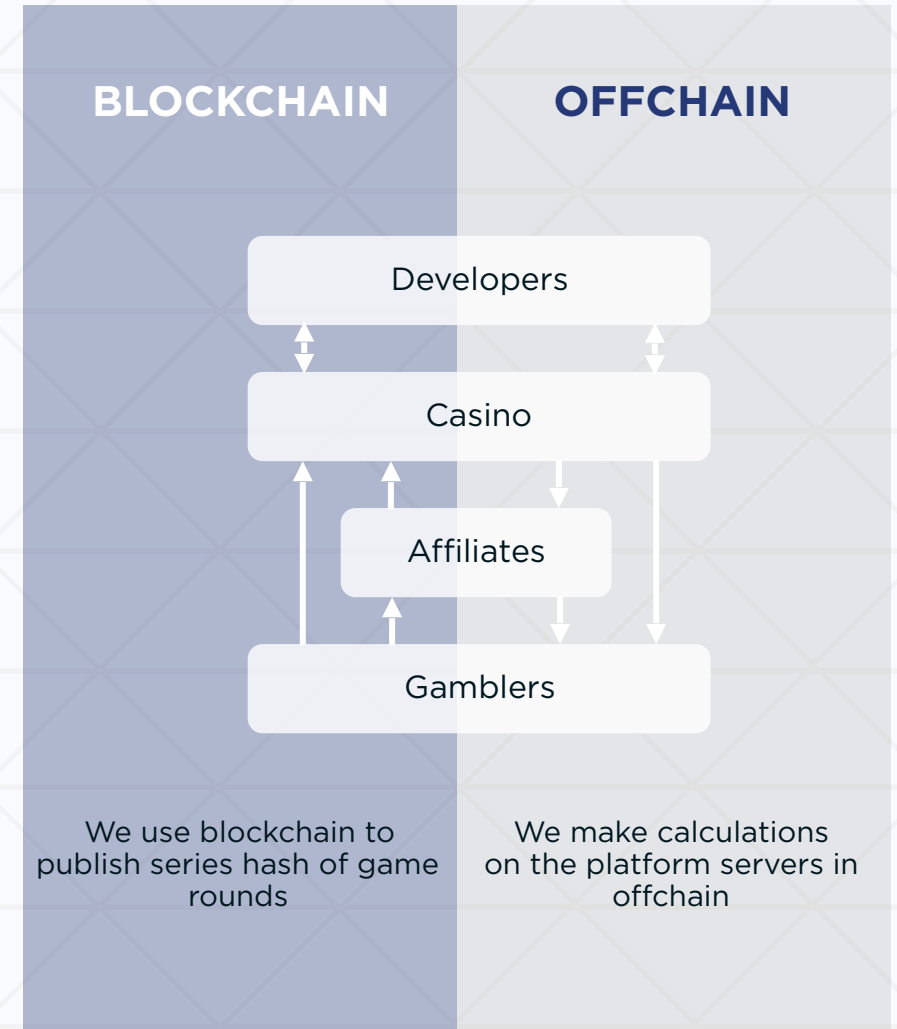 BLOCKCHAIN
OFFCHAIN
Developers
Casino
Affiliates
Gamblers
We use blockchain to
publish series hash of game
rounds
We make calculations
on the platform servers in
offchain